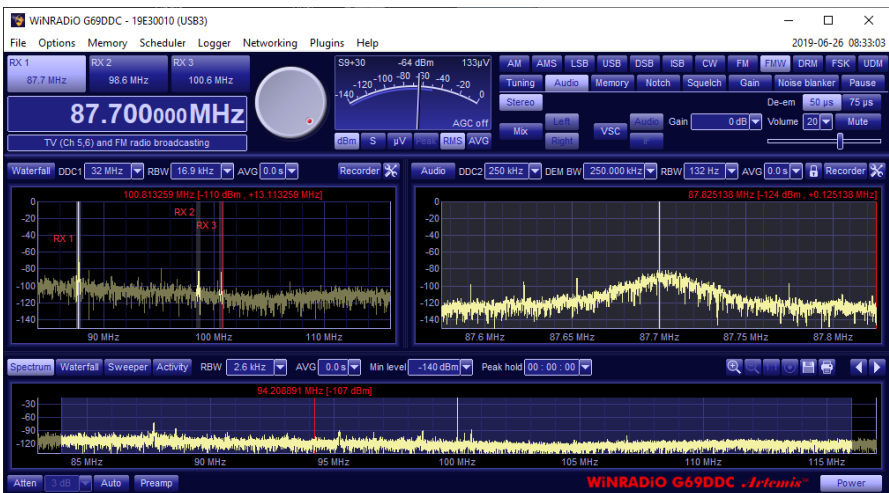 WiNRADiO G69DDC - 19E30010 (USB3)
File Options Memory Scheduler Logger Networking Plugins Help 2019-06-26 08:33:03
RX 1 RX 2 RX 3
87.7 MHz 98.6 MHz 100.6 MHz
87.700000 MHz
TV (Ch 5,6) and FM radio broadcasting
S9+30 -64 dBm 133µV
-140 -120 -100 -80 -60 -40 -20 0
AGC off
dBm S µV Peak RMS AVG
AM AMS LSB USB DSB ISB CW FM FMW DRM FSK UDM
Tuning Audio Memory Notch Squelch Gain Noise blanker Pause
Stereo De-em 50 µs 75 µs
Mix Left Right VSC Audio IF Gain 0 dB Volume 20 Mute
Waterfall DDC1 32 MHz RBW 16.9 kHz AVG 0.0 s Recorder
100.813259 MHz [-110 dBm, +13.113259 MHz]
RX 1
RX 2
RX 3
0
-20
-40
-60
-80
-100
-120
-140
90 MHz 100 MHz 110 MHz
Audio DDC2 250 kHz DEM BW 250.000 kHz RBW 132 Hz AVG 0.0 s Recorder
87.825138 MHz [-124 dBm, +0.125138 MHz]
0
-20
-40
-60
-80
-100
-120
-140
87.6 MHz 87.65 MHz 87.7 MHz 87.75 MHz 87.8 MHz
Spectrum Waterfall Sweeper Activity RBW 2.6 kHz AVG 0.0 s Min level -140 dBm Peak hold 00 : 00 : 00
94.208891 MHz [-107 dBm]
-30
-60
-90
-120
85 MHz 90 MHz 95 MHz 100 MHz 105 MHz 110 MHz 115 MHz
Atten 3 dB Auto Preamp WiNRADiO G69DDC Artemis Power